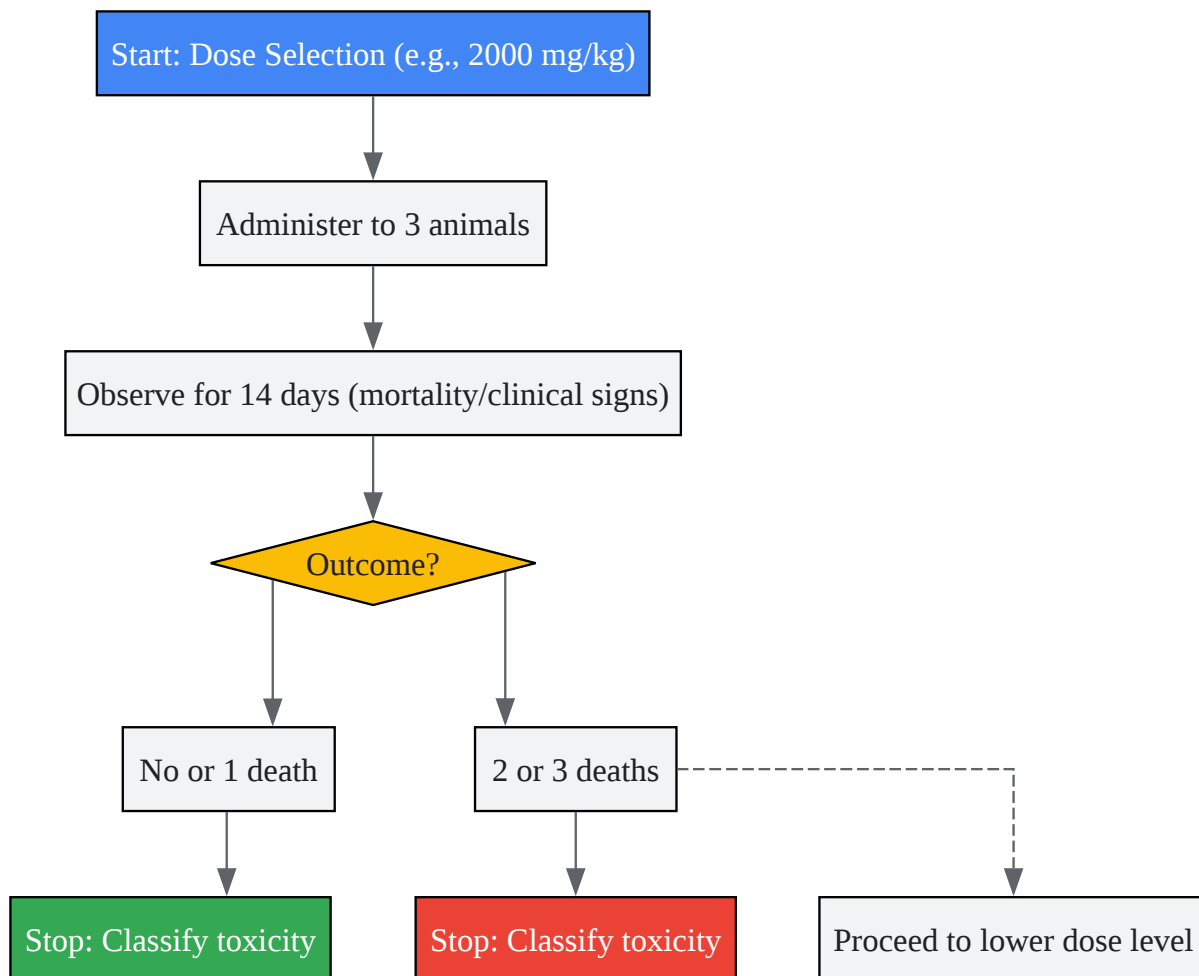 Start: Dose Selection (e.g., 2000 mg/kg)
Administer to 3 animals
Observe for 14 days (mortality/clinical signs)
Outcome?
No or 1 death
2 or 3 deaths
Stop: Classify toxicity
Stop: Classify toxicity
Proceed to lower dose level